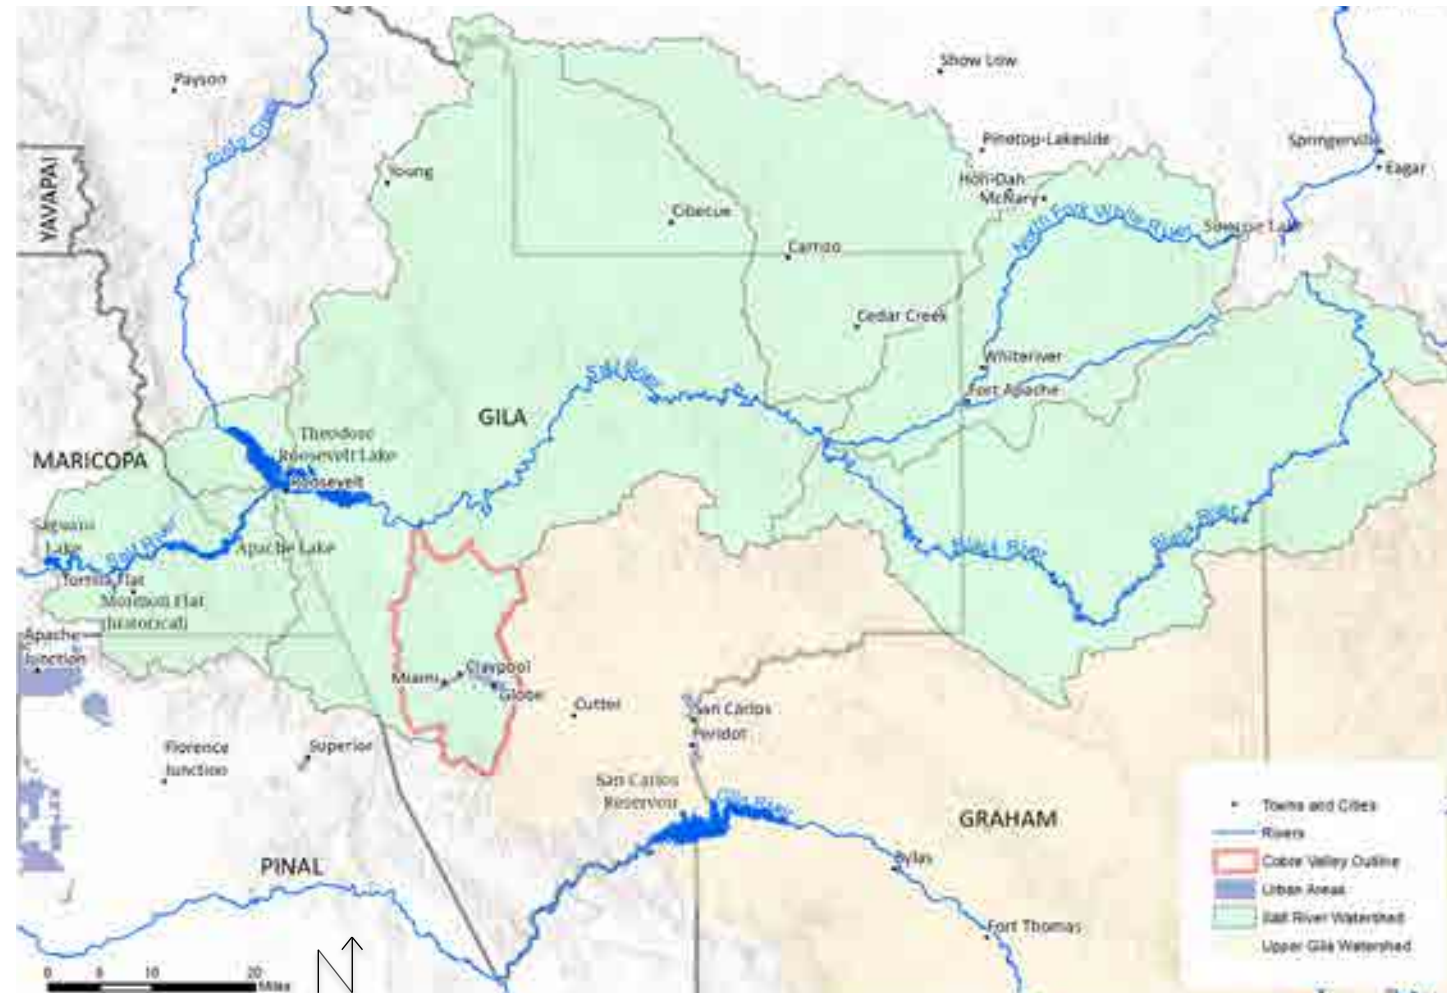 Show Low
Payson
Pinetop-Lakeside
Springerville
Eagar
Young
Hon-Dah
McNary
YAVAPAI
Cibecue
North Fork White River
Carrizo
Cedar Creek
Whiteriver
Fort Apache
Salt River
GILA
MARICOPA
Theodore
Roosevelt Lake
Roosevelt
Saguaro
Lake
Salt River
Apache Lake
Black River
Black River
Tortilla Flat
Mormon Flat
(historical)
Apache
Junction
Miami
Claypool
Globe
Cutter
San Carlos
Peridot
Florence
Junction
Superior
San Carlos
Reservoir
Gila River
GRAHAM
PINAL
Bylas
Fort Thomas
Towns and Cities
Rivers
Cobre Valley Outline
Urban Areas
Salt River Watershed
Upper Gila Watershed
0 5 10 20
Miles
N